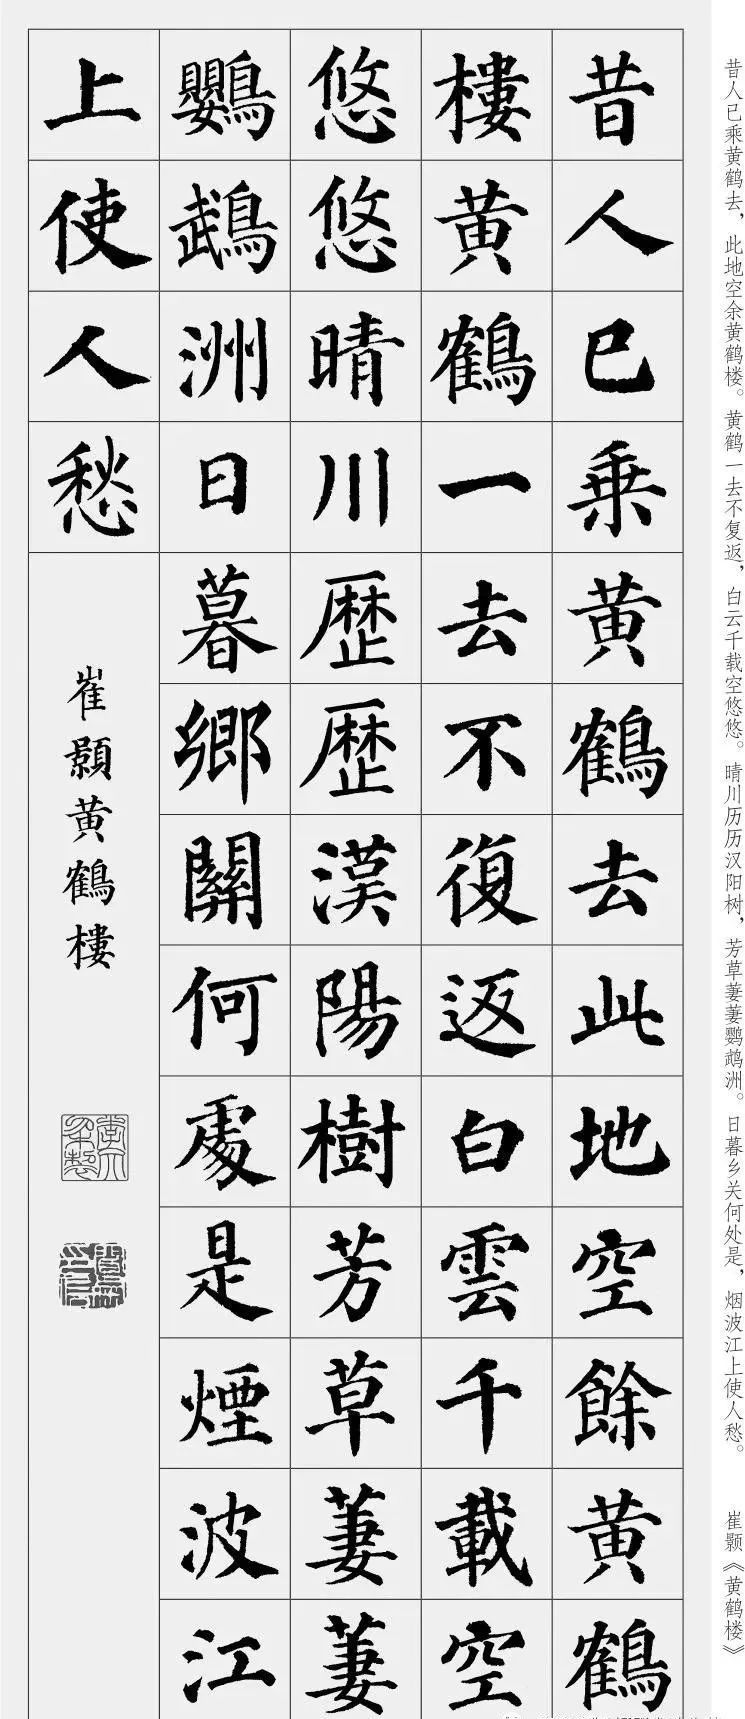 昔人已乘黄鶴去此地空餘黄鶴
樓黄鶴一去不復返白雲千載空
悠悠晴川歷歷漢陽樹芳草萋萋
鸚鵡洲日暮鄉關何處是煙波江
上使人愁
崔顥黄鶴樓
昔人已乘黄鹤去，此地空余黄鹤楼。黄鹤一去不复返，白云千载空悠悠。晴川历历汉阳树，芳草萋萋鹦鹉洲。日暮乡关何处是，烟波江上使人愁。 崔颢《黄鹤楼》